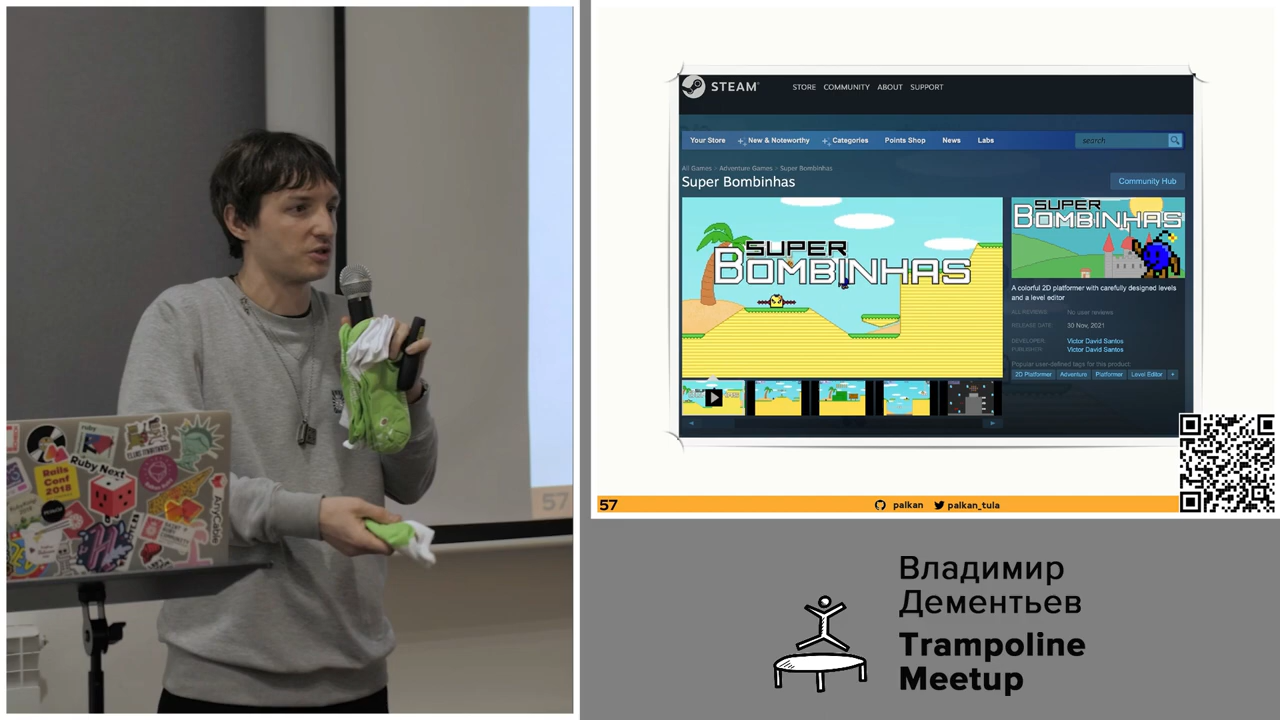 STEAM
STORE COMMUNITY ABOUT SUPPORT
Your Store New & Noteworthy Categories Points Shop News Labs search
All Games > Adventure Games > Super Bombinhas
Super Bombinhas
Community Hub
SUPER
BOMBINHAS
SUPER
BOMBINHAS
A colorful 2D platformer with carefully designed levels
and a level editor
ALL REVIEWS: No user reviews
RELEASE DATE: 30 Nov, 2021
DEVELOPER: Victor David Santos
PUBLISHER: Victor David Santos
Popular user-defined tags for this product:
2D Platformer Adventure Platformer Level Editor +
57 palkan palkan_tula
57
ruby
Ruby Next
Rails
Conf
2018
AnyCable
Владимир
Дементьев
Trampoline
Meetup